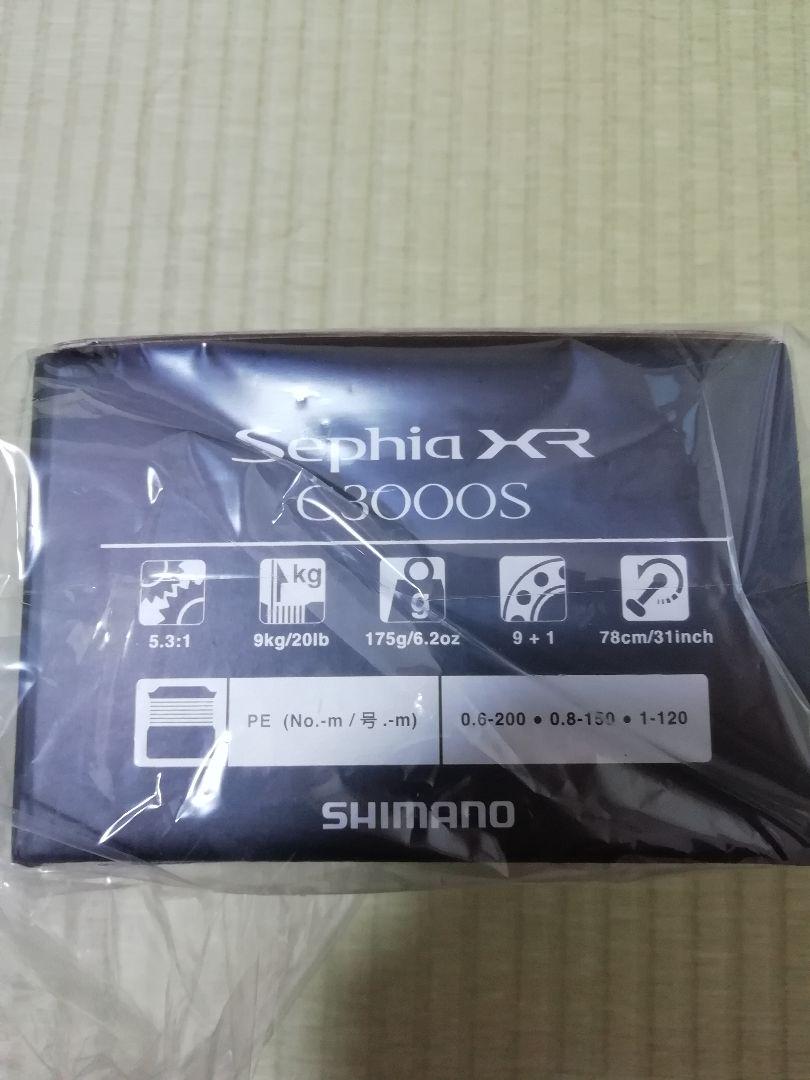 Sephia XR
C3000S
kg
g
5.3:1 9kg/20lb 175g/6.2oz 9 + 1 78cm/31inch
PE (No.-m / 号 .-m) 0.6-200 ● 0.8-150 ● 1-120
SHIMANO